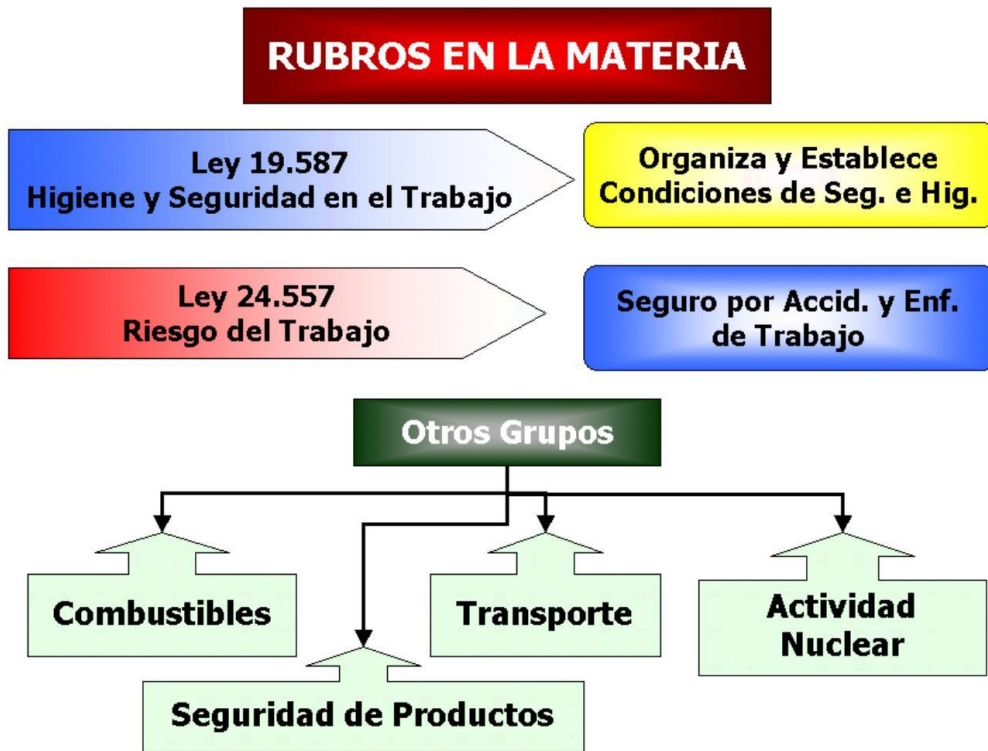 RUBROS EN LA MATERIA
Ley 19.587
Higiene y Seguridad en el Trabajo
Organiza y Establece
Condiciones de Seg. e Hig.
Ley 24.557
Riesgo del Trabajo
Seguro por Accid. y Enf.
de Trabajo
Otros Grupos
Combustibles
Transporte
Actividad
Nuclear
Seguridad de Productos